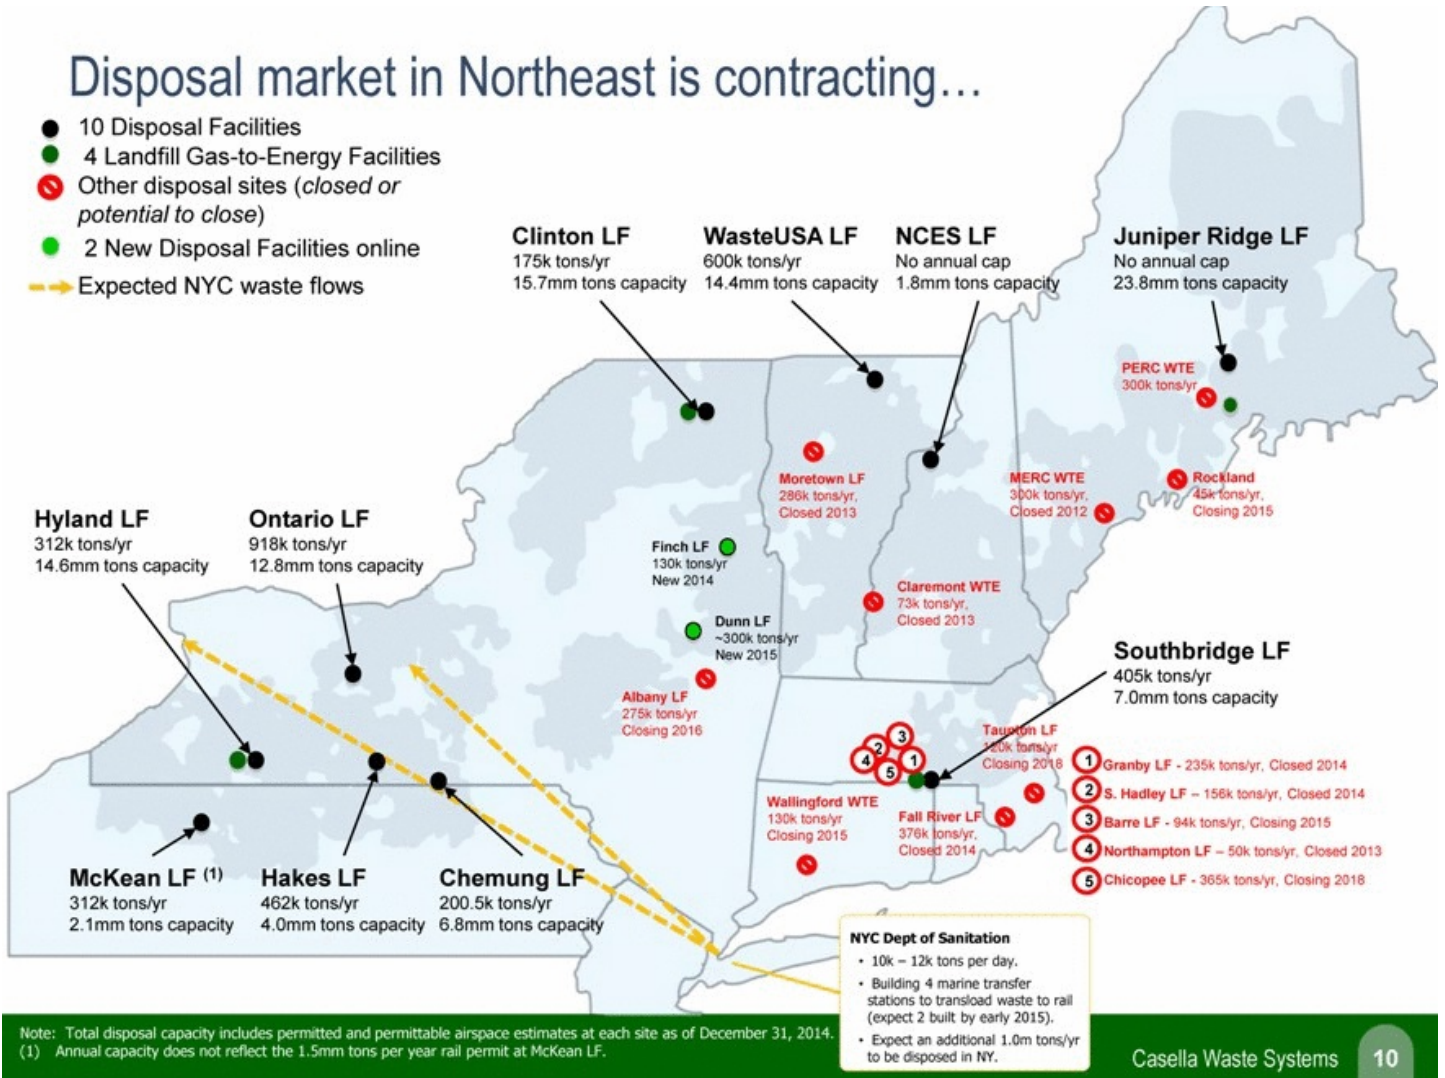 Disposal market in Northeast is contracting…
10 Disposal Facilities
4 Landfill Gas-to-Energy Facilities
Other disposal sites (closed or
potential to close)
2 New Disposal Facilities online
Expected NYC waste flows
Clinton LF
175k tons/yr
15.7mm tons capacity
WasteUSA LF
600k tons/yr
14.4mm tons capacity
NCES LF
No annual cap
1.8mm tons capacity
Juniper Ridge LF
No annual cap
23.8mm tons capacity
PERC WTE
300k tons/yr
Moretown LF
286k tons/yr,
Closed 2013
MERC WTE
300k tons/yr,
Closed 2012
Rockland
45k tons/yr,
Closing 2015
Hyland LF
312k tons/yr
14.6mm tons capacity
Ontario LF
918k tons/yr
12.8mm tons capacity
Finch LF
130k tons/yr
New 2014
Claremont WTE
73k tons/yr,
Closed 2013
Dunn LF
~300k tons/yr
New 2015
Albany LF
275k tons/yr
Closing 2016
Southbridge LF
405k tons/yr
7.0mm tons capacity
Taunton LF
120k tons/yr
Closing 2018
3
2
4
1
5
Wallingford WTE
130k tons/yr
Closing 2015
Fall River LF
376k tons/yr,
Closed 2014
1 Granby LF - 235k tons/yr, Closed 2014
2 S. Hadley LF – 156k tons/yr, Closed 2014
3 Barre LF - 94k tons/yr, Closing 2015
4 Northampton LF – 50k tons/yr, Closed 2013
5 Chicopee LF - 365k tons/yr, Closing 2018
McKean LF (1)
312k tons/yr
2.1mm tons capacity
Hakes LF
462k tons/yr
4.0mm tons capacity
Chemung LF
200.5k tons/yr
6.8mm tons capacity
NYC Dept of Sanitation
• 10k – 12k tons per day.
• Building 4 marine transfer
stations to transload waste to rail
(expect 2 built by early 2015).
• Expect an additional 1.0m tons/yr
to be disposed in NY.
Note: Total disposal capacity includes permitted and permittable airspace estimates at each site as of December 31, 2014.
(1) Annual capacity does not reflect the 1.5mm tons per year rail permit at McKean LF.
Casella Waste Systems 10